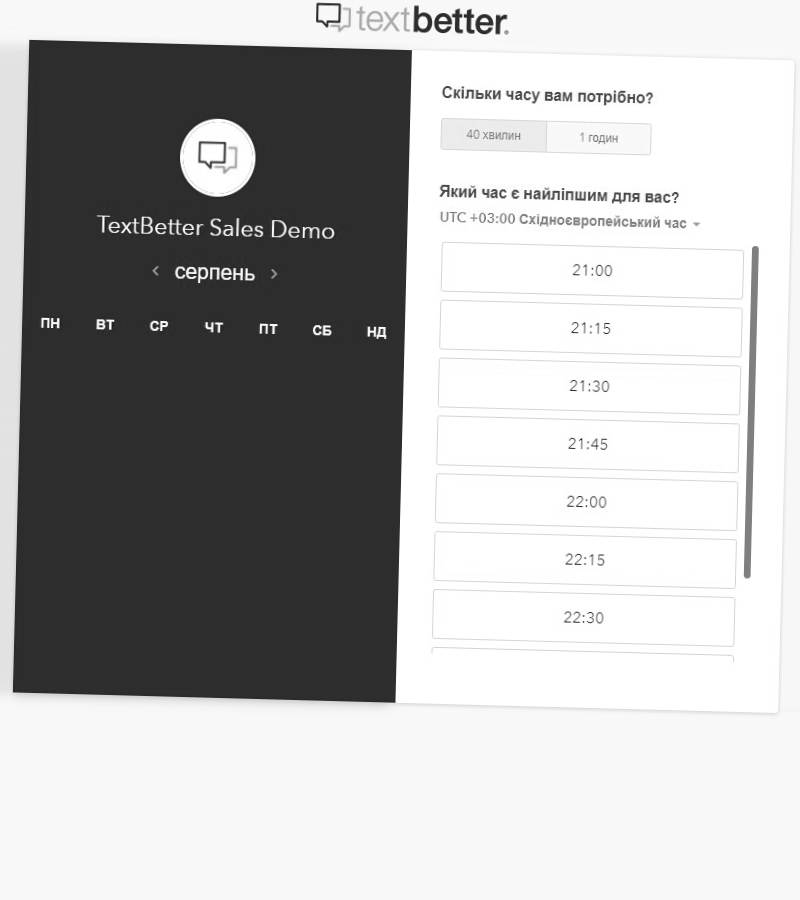 textbetter.
TextBetter Sales Demo
серпень
ПН ВТ СР ЧТ ПТ СБ НД
Скільки часу вам потрібно?
40 хвилин 1 годин
Який час є найліпшим для вас?
UTC +03:00 Східноєвропейський час
21:00
21:15
21:30
21:45
22:00
22:15
22:30